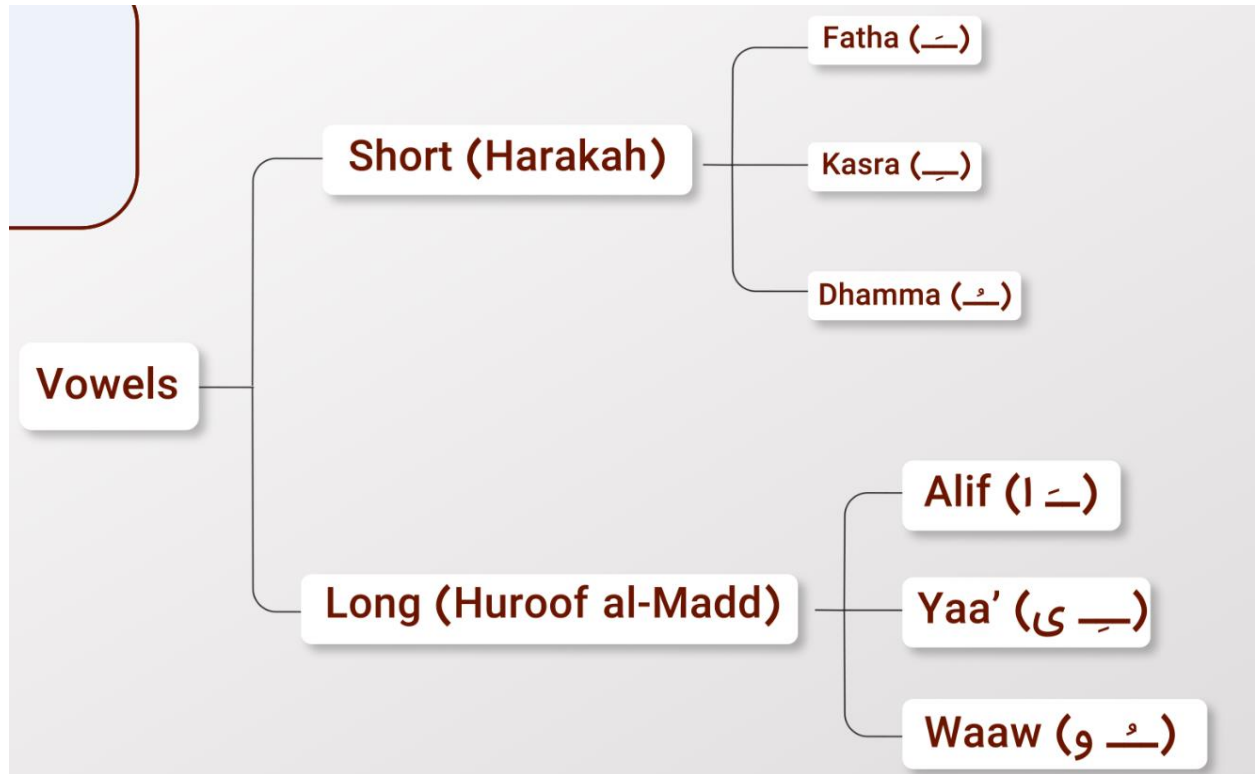 Fatha (ـَ)
Short (Harakah)
Kasra (ـِ)
Dhamma (ـُ)
Vowels
Alif (ـَ ا)
Long (Huroof al-Madd)
Yaa’ (ـِ ى)
Waaw (ـُ و)